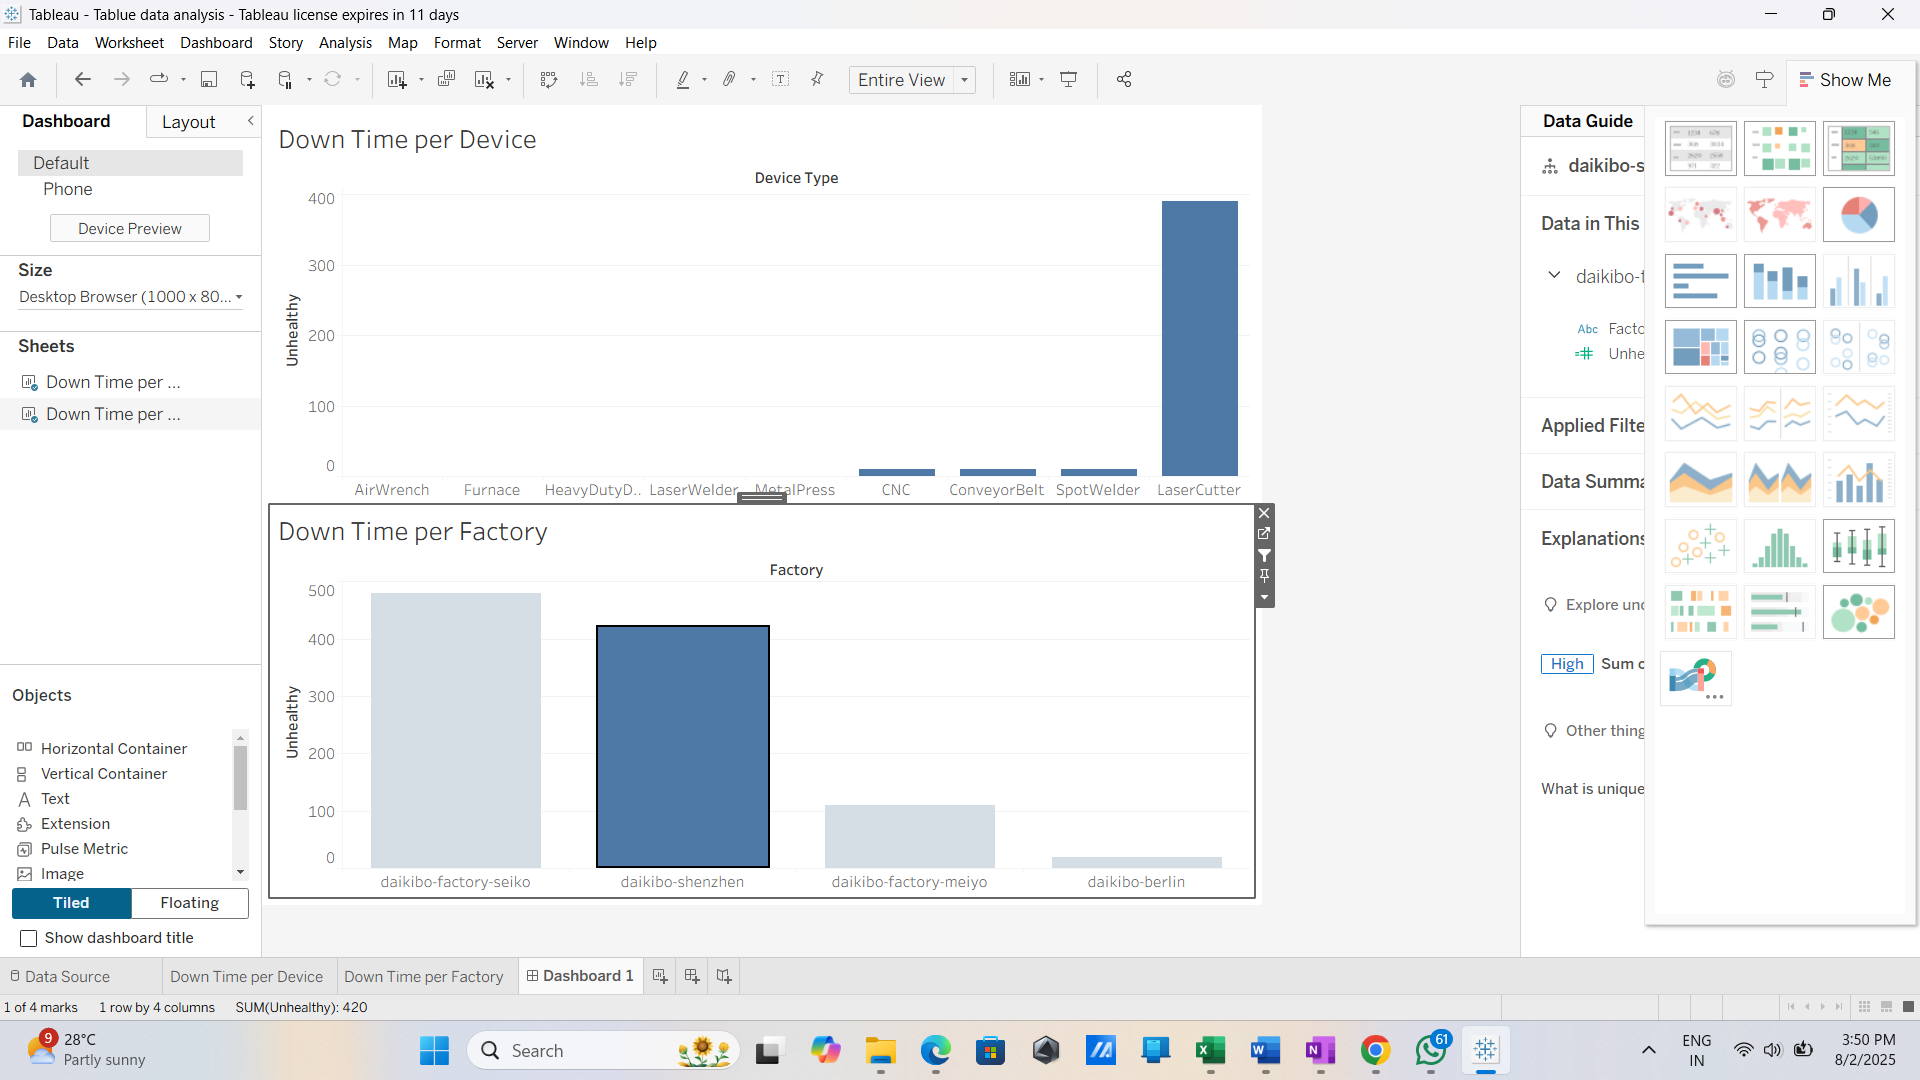 Tableau - Tablue data analysis - Tableau license expires in 11 days
File Data Worksheet Dashboard Story Analysis Map Format Server Window Help
Entire View
Show Me
Dashboard
Layout
Default
Phone
Device Preview
Size
Desktop Browser (1000 x 80...
Sheets
Down Time per ...
Down Time per ...
Objects
Horizontal Container
Vertical Container
Text
Extension
Pulse Metric
Image
Tiled
Floating
Show dashboard title
Down Time per Device
Device Type
Unhealthy
400
300
200
100
0
AirWrench Furnace HeavyDutyD.. LaserWelder MetalPress CNC ConveyorBelt SpotWelder LaserCutter
Down Time per Factory
Factory
Unhealthy
500
400
300
200
100
0
daikibo-factory-seiko daikibo-shenzhen daikibo-factory-meiyo daikibo-berlin
Data Guide
daikibo-s
Data in This
daikibo-t
Abc Facto
Unhe
Applied Filte
Data Summa
Explanations
Explore und
High Sum o
Other thing
What is unique
Data Source
Down Time per Device
Down Time per Factory
Dashboard 1
1 of 4 marks 1 row by 4 columns SUM(Unhealthy): 420
9
28°C
Partly sunny
Search
61
ENG
IN
3:50 PM
8/2/2025